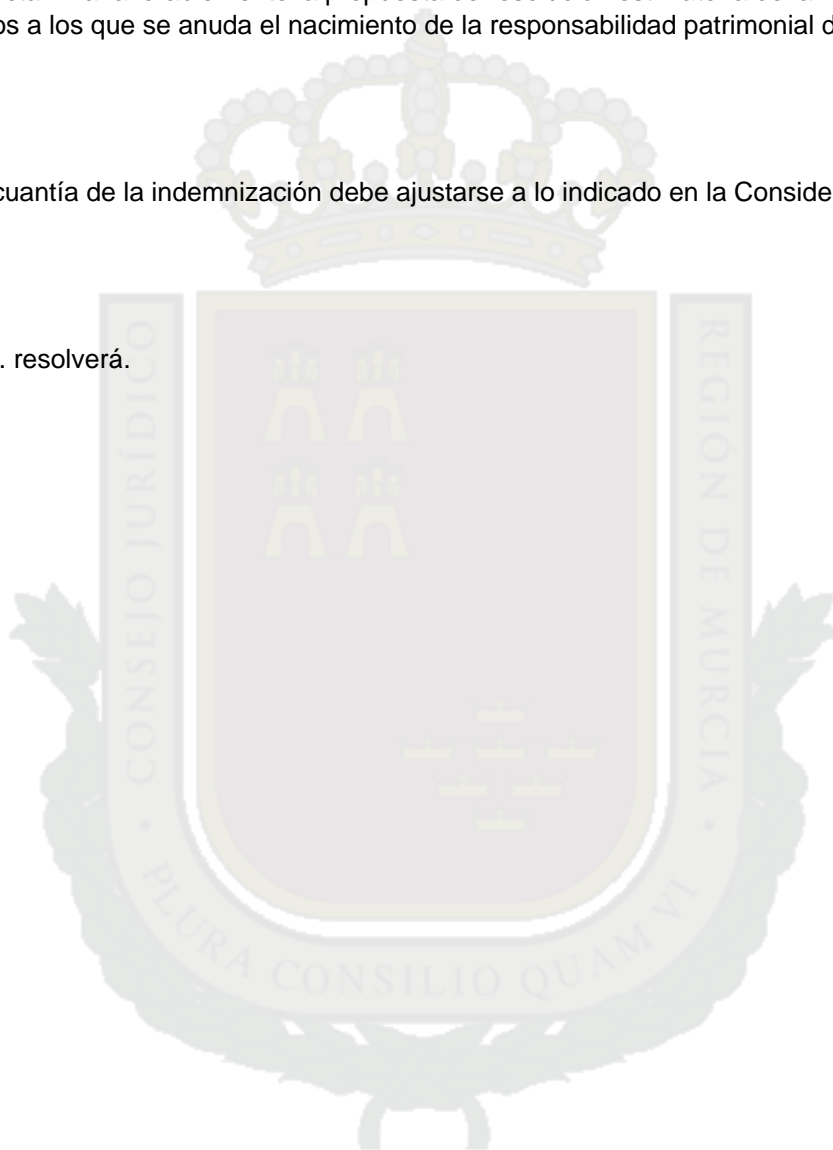 os a los que se anuda el nacimiento de la responsabilidad patrimonial d
cuantía de la indemnización debe ajustarse a lo indicado en la Conside
. resolverá.
CONSEJO JURÍDICO
REGIÓN DE MURCIA
PLURA CONSILIO QUAM VI